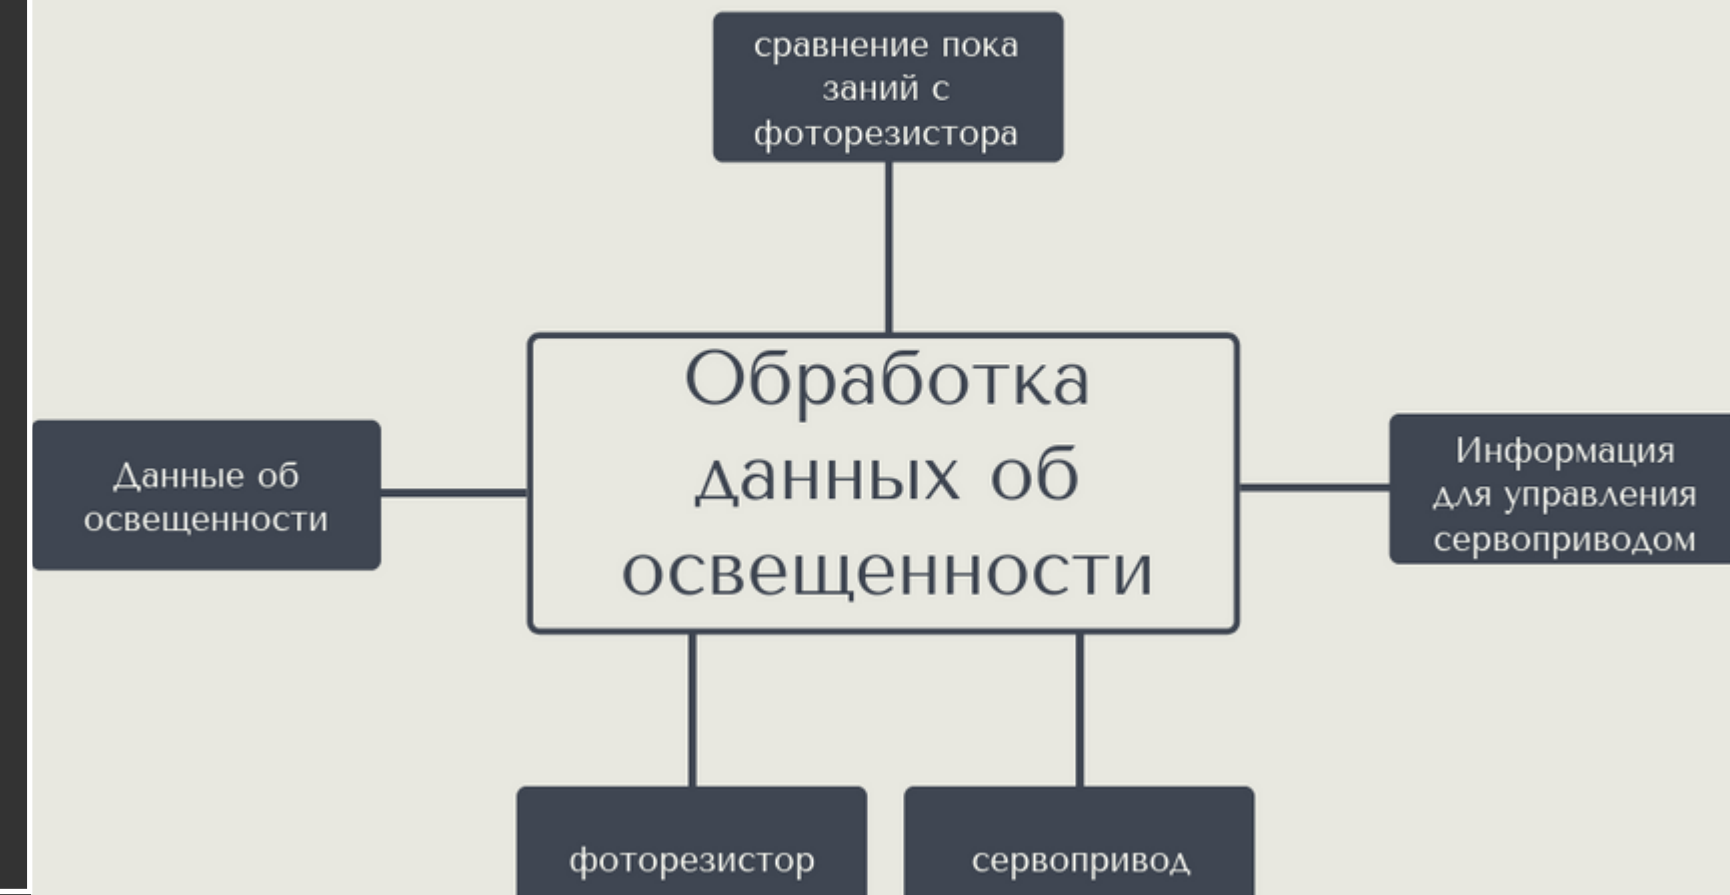 сравнение пока
заний с
фоторезистора
Обработка
данных об
освещенности
Данные об
освещенности
Информация
для управления
сервоприводом
фоторезистор
сервопривод